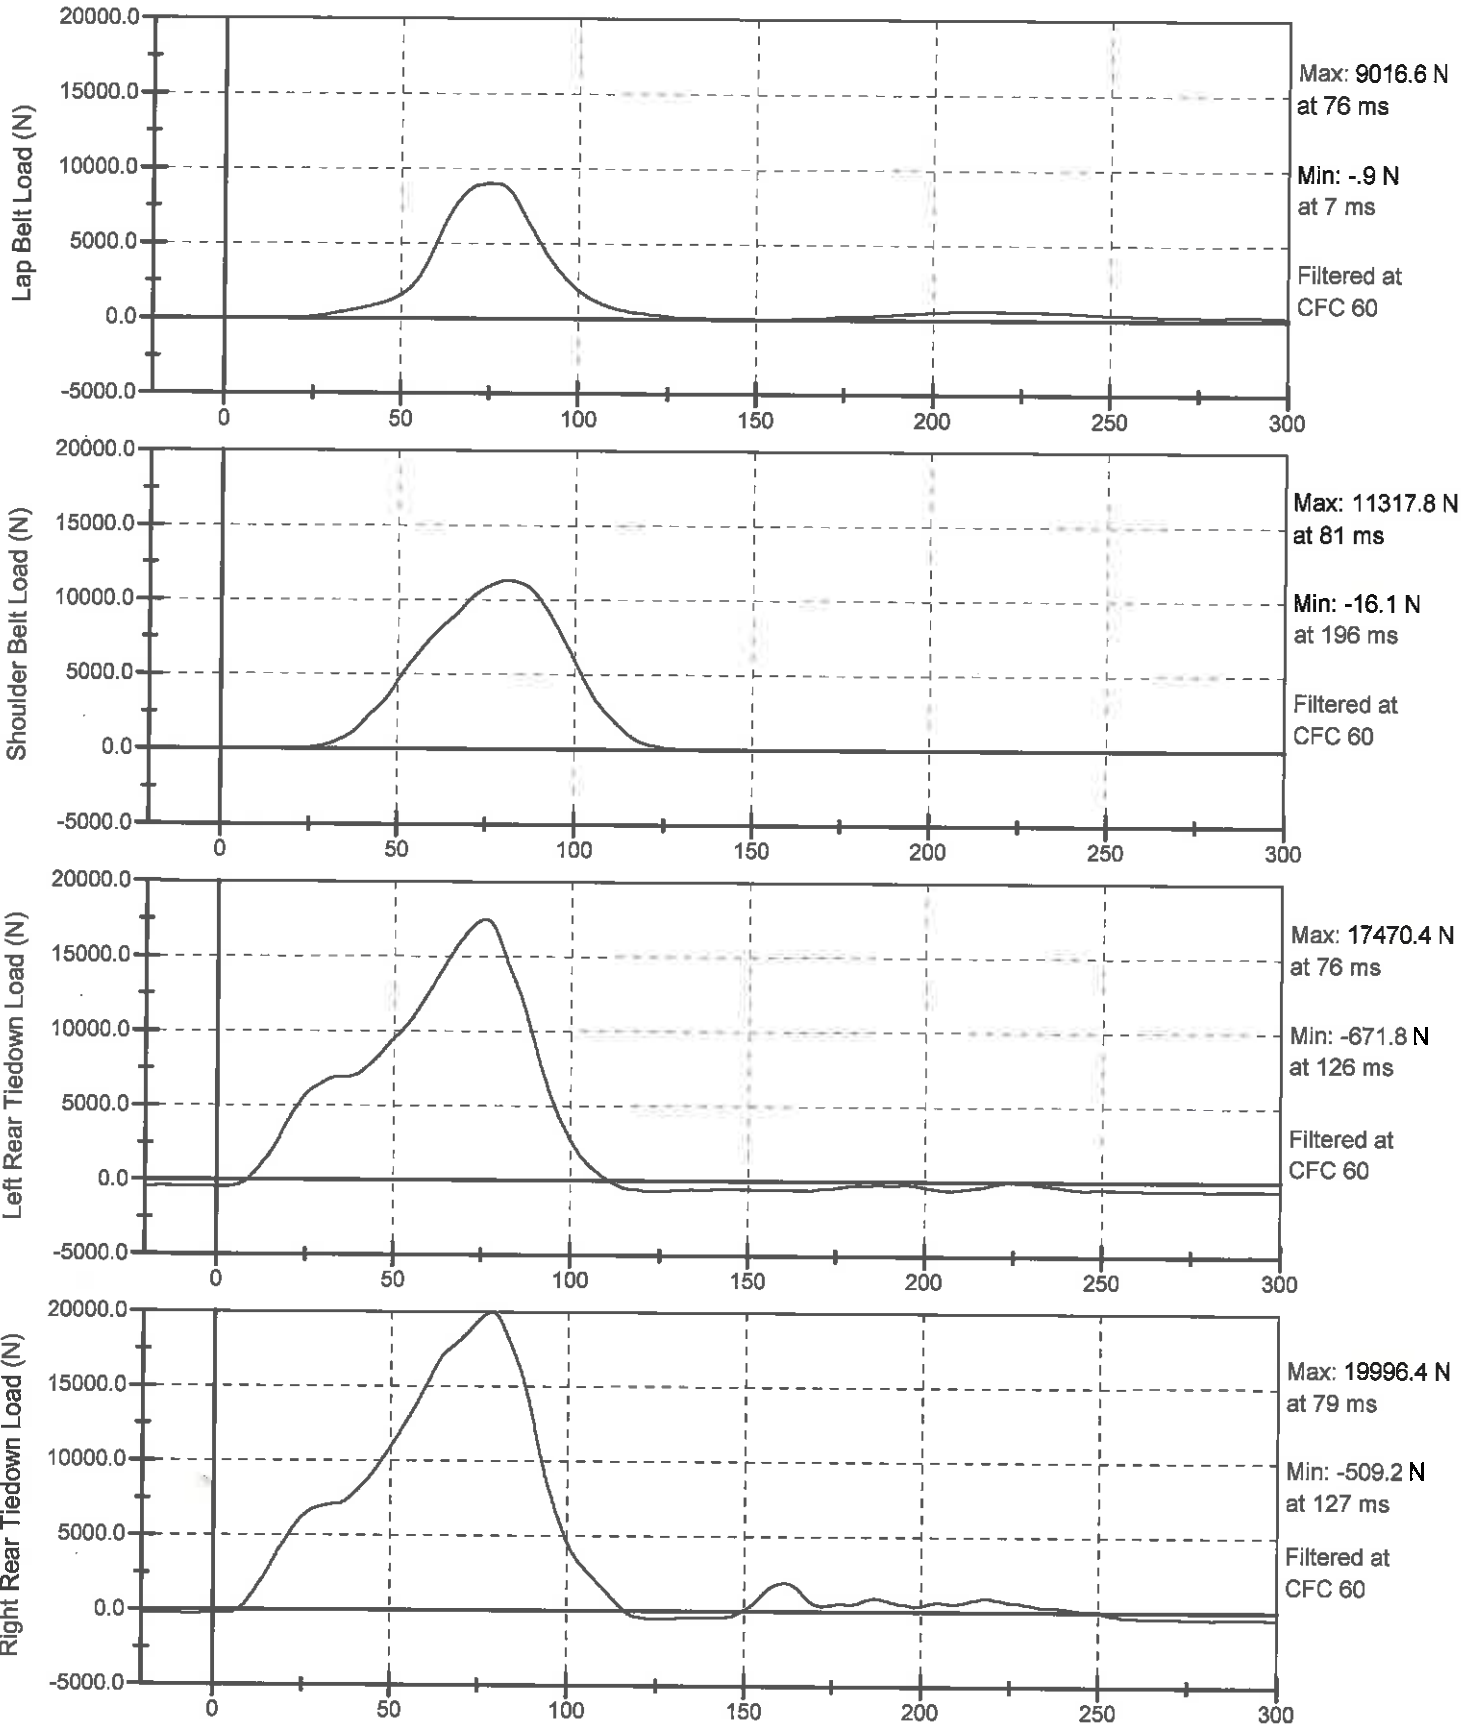 Lap Belt Load (N)
20000.0
15000.0
10000.0
5000.0
0.0
-5000.0
0 50 100 150 200 250 300
Max: 9016.6 N
at 76 ms
Min: -.9 N
at 7 ms
Filtered at
CFC 60
Shoulder Belt Load (N)
20000.0
15000.0
10000.0
5000.0
0.0
-5000.0
0 50 100 150 200 250 300
Max: 11317.8 N
at 81 ms
Min: -16.1 N
at 196 ms
Filtered at
CFC 60
Left Rear Tiedown Load (N)
20000.0
15000.0
10000.0
5000.0
0.0
-5000.0
0 50 100 150 200 250 300
Max: 17470.4 N
at 76 ms
Min: -671.8 N
at 126 ms
Filtered at
CFC 60
Right Rear Tiedown Load (N)
20000.0
15000.0
10000.0
5000.0
0.0
-5000.0
0 50 100 150 200 250 300
Max: 19996.4 N
at 79 ms
Min: -509.2 N
at 127 ms
Filtered at
CFC 60